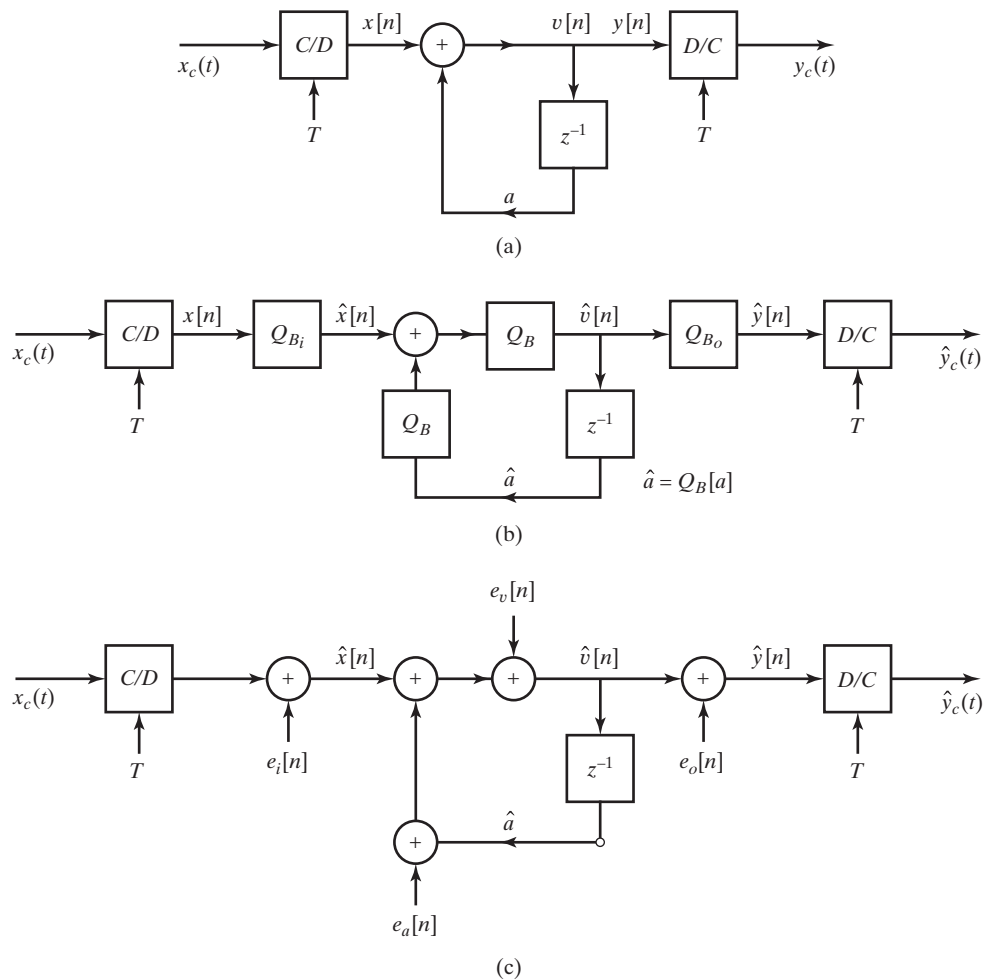 x[n] v[n] y[n]
C/D + D/C
x_c(t) y_c(t)
T z⁻¹ T
a
(a)
x[n] x̂[n] v̂[n] ŷ[n]
C/D Q_{B_i} + Q_B Q_{B_o} D/C
x_c(t) ŷ_c(t)
T Q_B z⁻¹ T
â â = Q_B[a]
(b)
e_v[n]
x̂[n] v̂[n] ŷ[n]
C/D + + + + D/C
x_c(t) ŷ_c(t)
T e_i[n] z⁻¹ e_o[n] T
+ â
e_a[n]
(c)